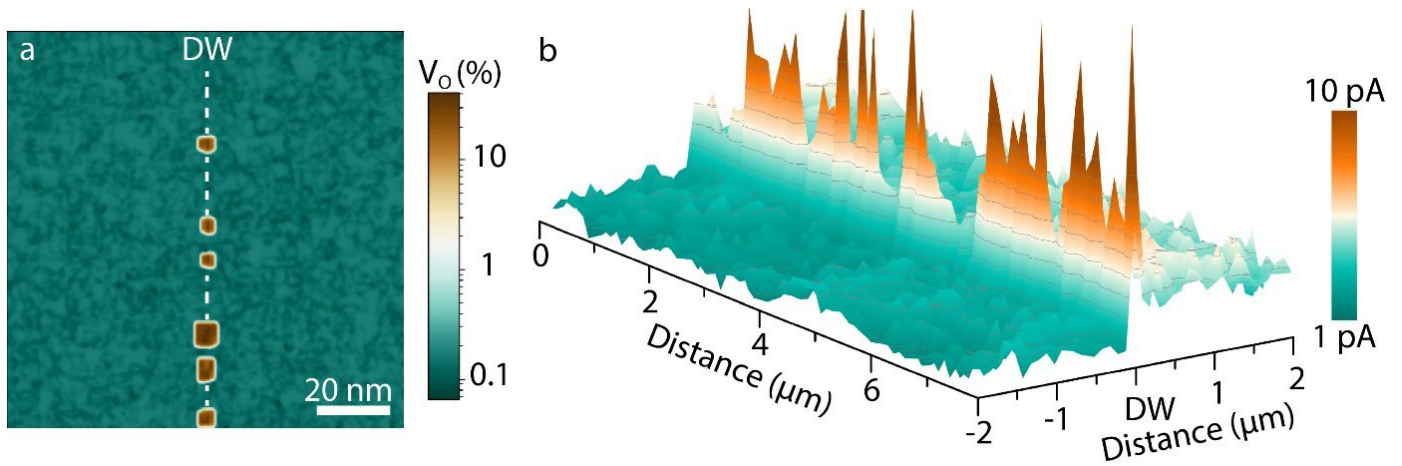 a
DW
V_O (%)
10
1
0.1
20 nm
b
10 pA
1 pA
0
2
4
6
Distance (μm)
-2
-1
DW
1
2
Distance (μm)